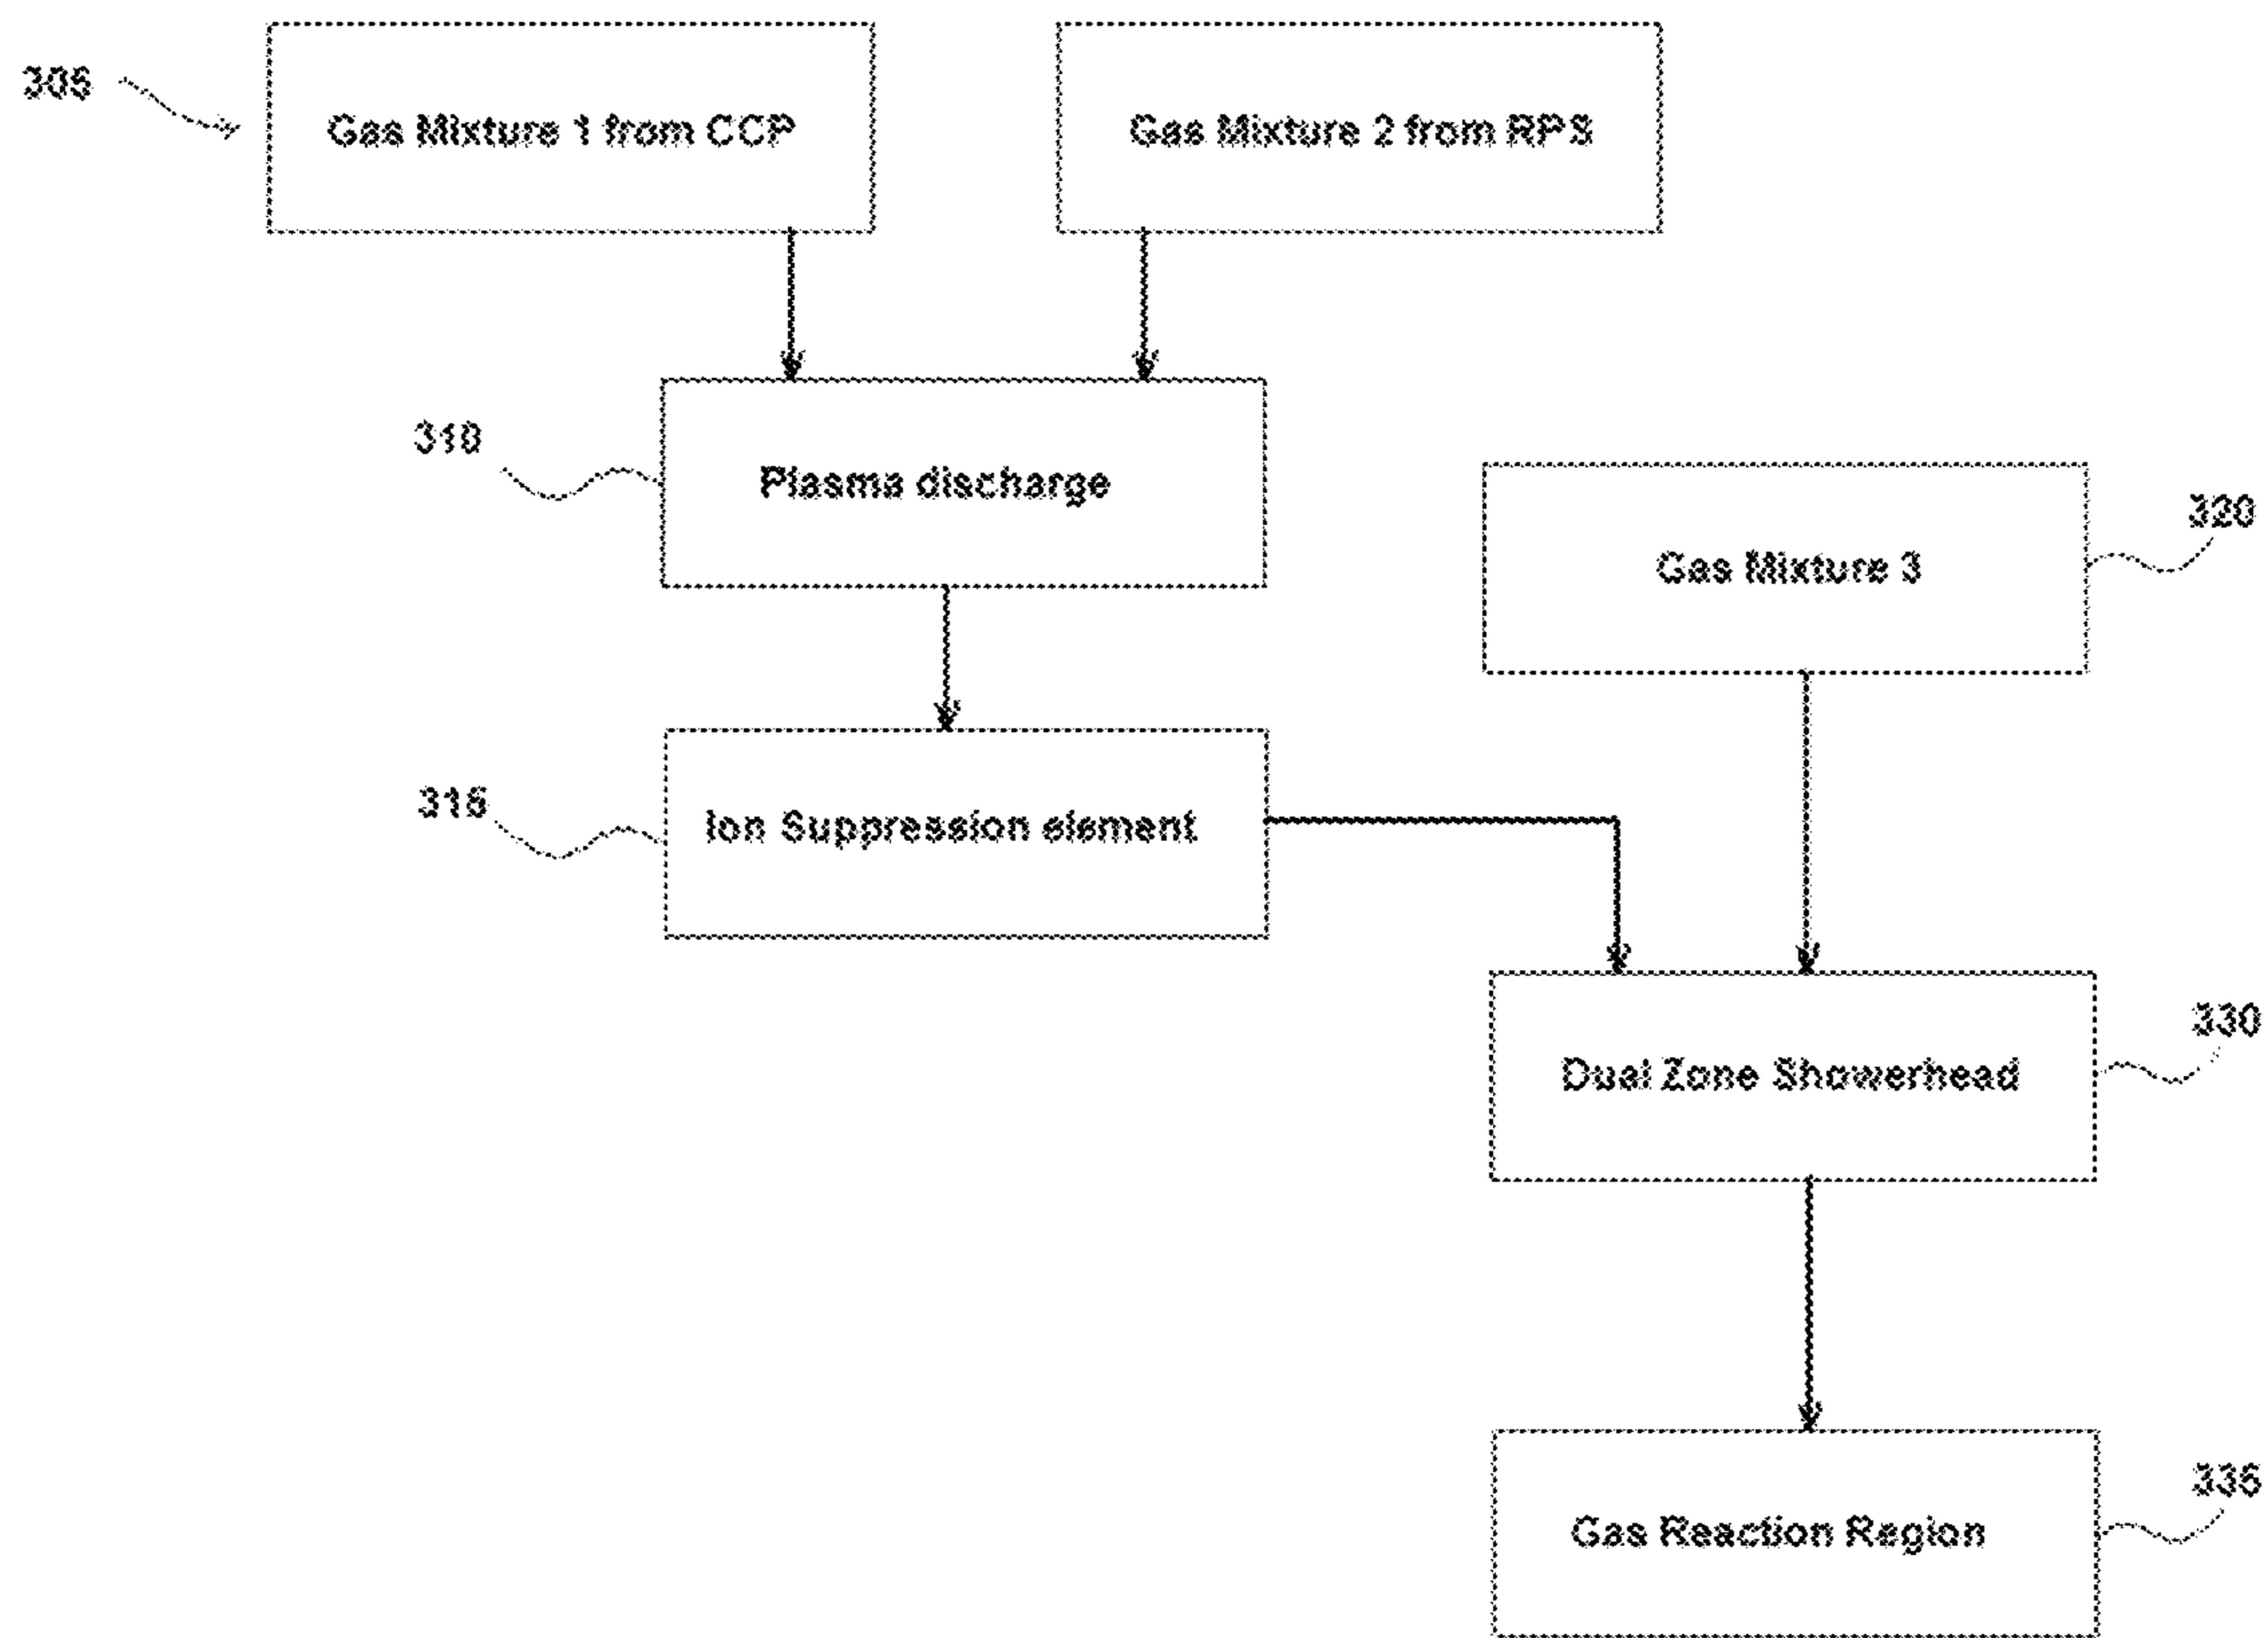 305
Gas Mixture 1 from CCP
Gas Mixture 2 from RPS
310
Plasma discharge
Gas Mixture 3
320
315
Ion Suppression element
Dual Zone Showerhead
330
Gas Reaction Region
335